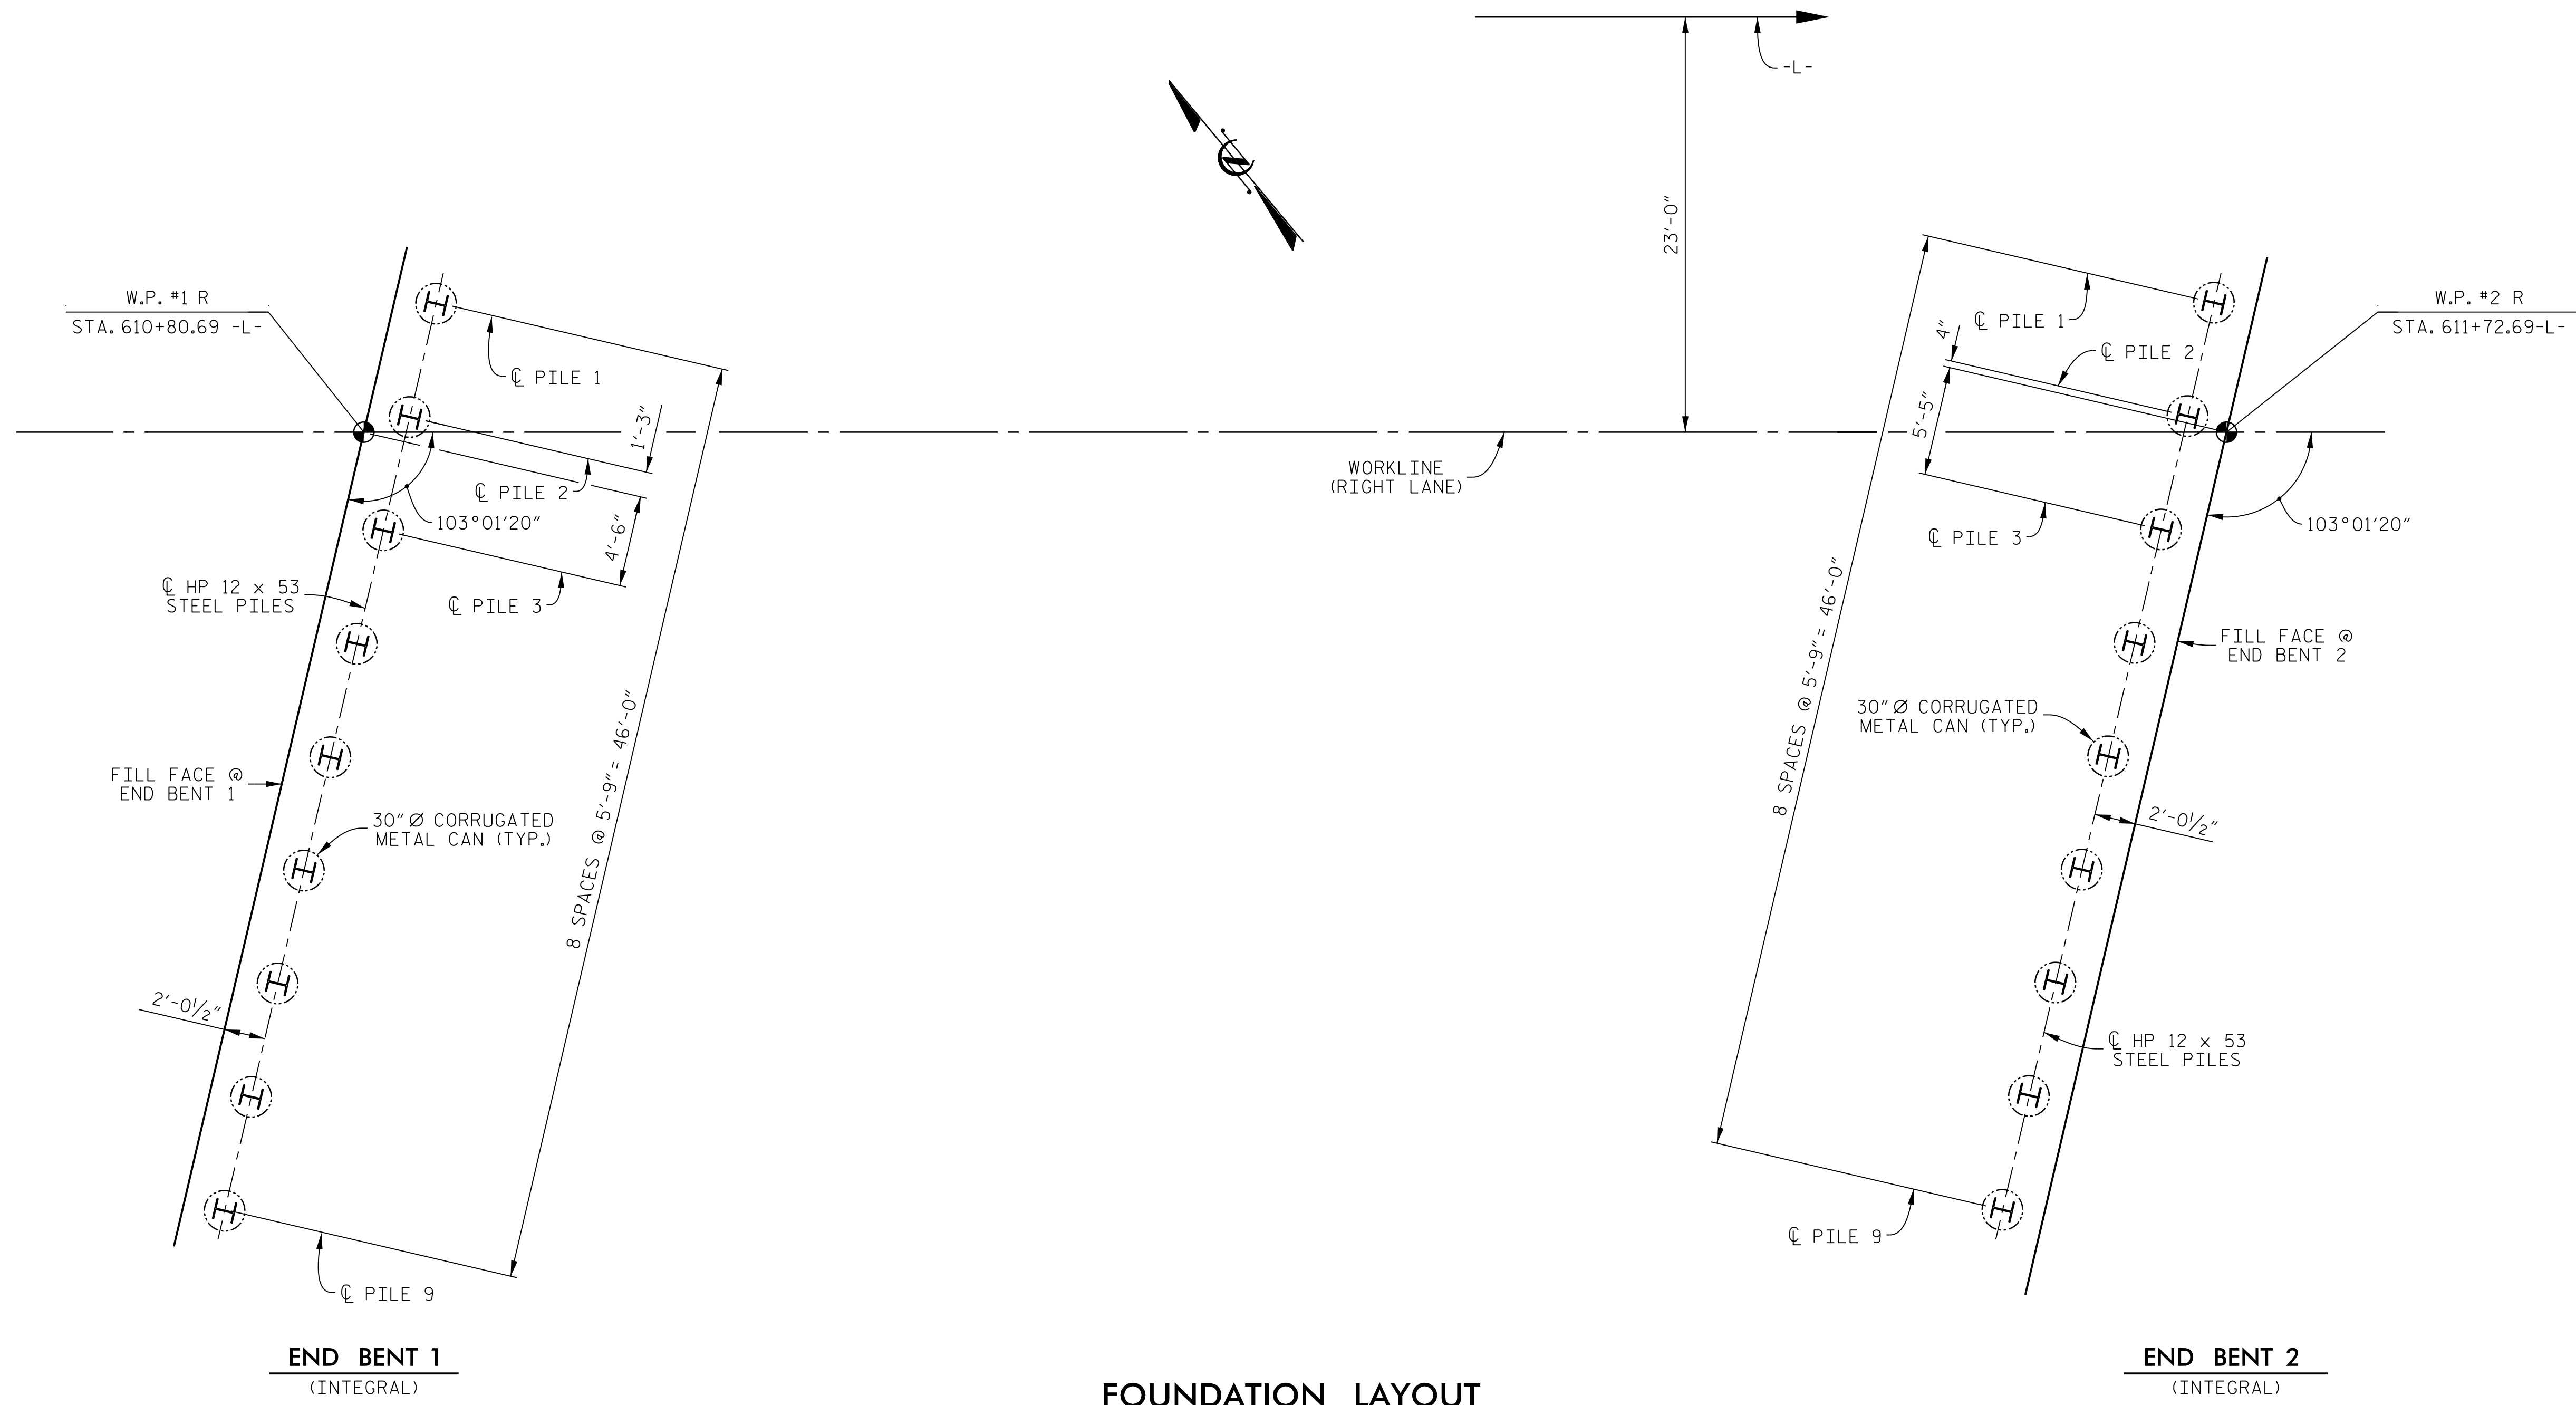 -L-
N
23'-0"
W.P. #1 R
STA. 610+80.69 -L-
℄ PILE 1
1'-3"
℄ PILE 2
103°01'20"
4'-6"
℄ PILE 3
℄ HP 12 x 53
STEEL PILES
8 SPACES @ 5'-9" = 46'-0"
FILL FACE @
END BENT 1
30" Ø CORRUGATED
METAL CAN (TYP.)
2'-0½"
℄ PILE 9
END BENT 1
(INTEGRAL)
WORKLINE
(RIGHT LANE)
W.P. #2 R
STA. 611+72.69-L-
℄ PILE 1
4"
℄ PILE 2
5'-5"
℄ PILE 3
103°01'20"
8 SPACES @ 5'-9" = 46'-0"
FILL FACE @
END BENT 2
30" Ø CORRUGATED
METAL CAN (TYP.)
2'-0½"
℄ HP 12 x 53
STEEL PILES
℄ PILE 9
END BENT 2
(INTEGRAL)
FOUNDATION LAYOUT